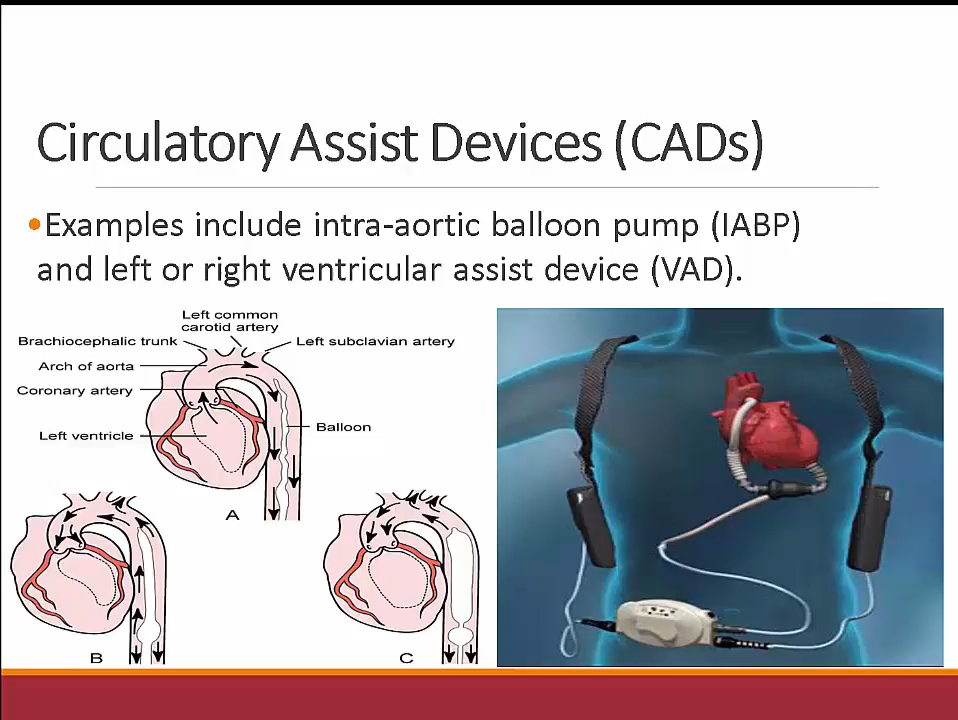 Circulatory Assist Devices (CADs)
•Examples include intra-aortic balloon pump (IABP)
and left or right ventricular assist device (VAD).
Left common
carotid artery
Brachiocephalic trunk
Left subclavian artery
Arch of aorta
Coronary artery
Balloon
Left ventricle
A
B
C